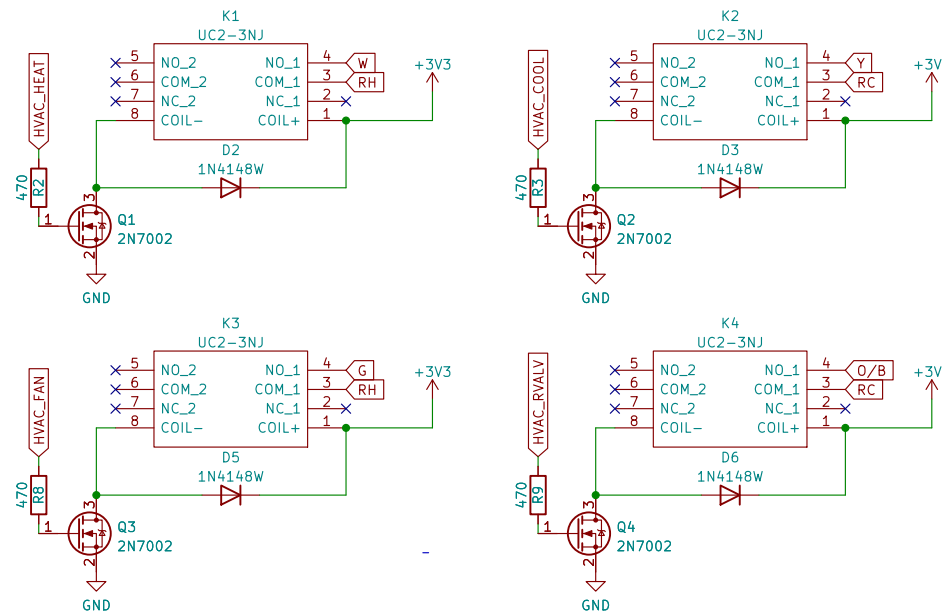 K1
UC2-3NJ
5 NO_2 NO_1 4 W
6 COM_2 COM_1 3 RH
7 NC_2 NC_1 2
8 COIL- COIL+ 1
+3V3
HVAC_HEAT
470 R2
D2
1N4148W
3
1
Q1
2N7002
2
GND
K2
UC2-3NJ
5 NO_2 NO_1 4 Y
6 COM_2 COM_1 3 RC
7 NC_2 NC_1 2
8 COIL- COIL+ 1
+3V
HVAC_COOL
470 R3
D3
1N4148W
3
1
Q2
2N7002
2
GND
K3
UC2-3NJ
5 NO_2 NO_1 4 G
6 COM_2 COM_1 3 RH
7 NC_2 NC_1 2
8 COIL- COIL+ 1
+3V3
HVAC_FAN
470 R8
D5
1N4148W
3
1
Q3
2N7002
2
GND
K4
UC2-3NJ
5 NO_2 NO_1 4 O/B
6 COM_2 COM_1 3 RC
7 NC_2 NC_1 2
8 COIL- COIL+ 1
+3V
HVAC_RVALV
470 R9
D6
1N4148W
3
1
Q4
2N7002
2
GND